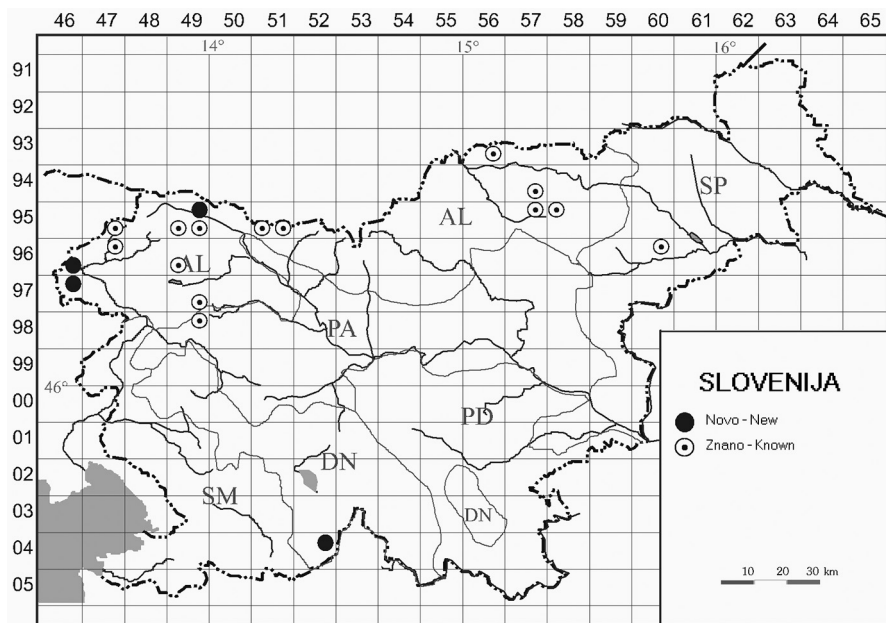 46 47 48 49 50 51 52 53 54 55 56 57 58 59 60 61 62 63 64 65
14° 15° 16°
91
92
93
94
95
96
97
98
99
46°
00
01
02
03
04
05
SP
AL
AL
PA
PD
DN
SM
DN
SLOVENIJA
Novo - New
Znano - Known
10 20 30 km